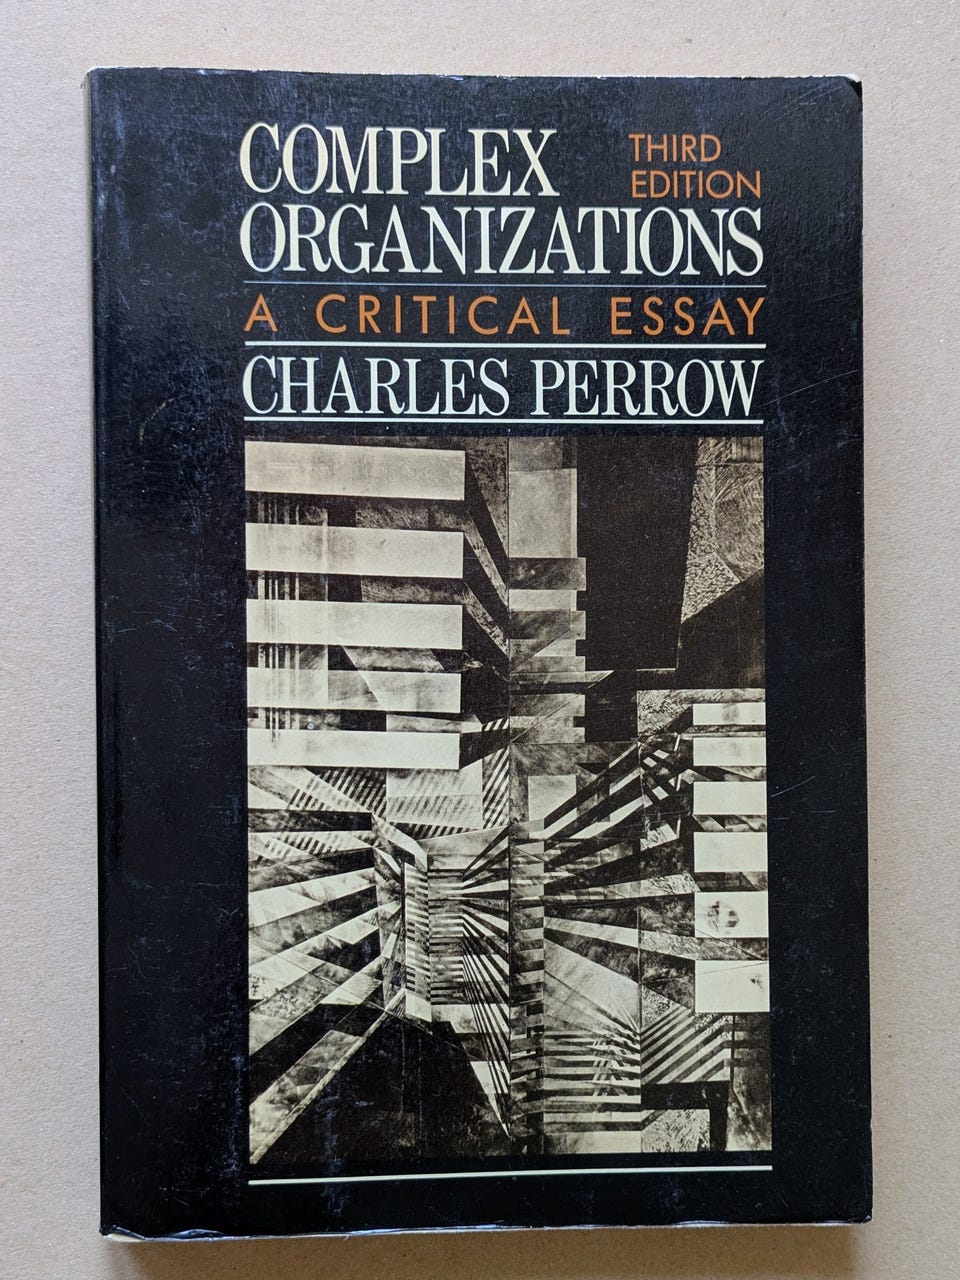 COMPLEX
THIRD
EDITION
ORGANIZATIONS
A CRITICAL ESSAY
CHARLES PERROW